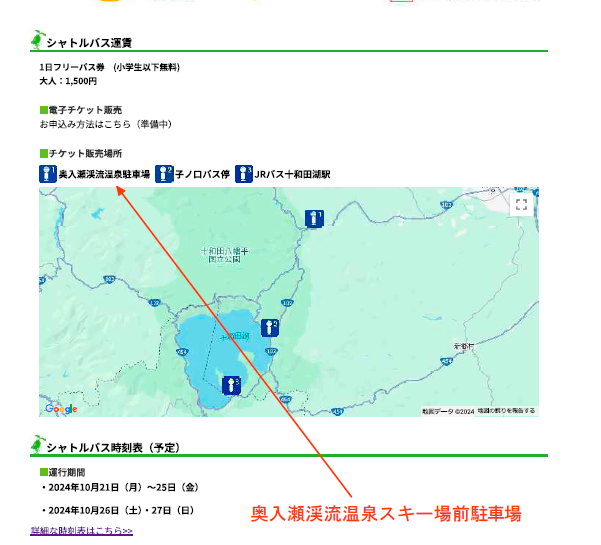 シャトルバス運賃
1日フリーパス券 (小学生以下無料)
大人：1,500円
■電子チケット販売
お申込み方法はこちら（準備中）
■チケット販売場所
1 奥入瀬渓流温泉駐車場 2 子ノ口バス停 3 JRバス十和田湖駅
1
102
十和田八幡平
国立公園
103
2
十和田湖
新郷村
454
3
Google
地図データ ©2024 地図の誤りを報告する
シャトルバス時刻表（予定）
■運行期間
・2024年10月21日（月）～25日（金）
・2024年10月26日（土）・27日（日）
奥入瀬渓流温泉スキー場前駐車場
詳細な時刻表はこちら>>